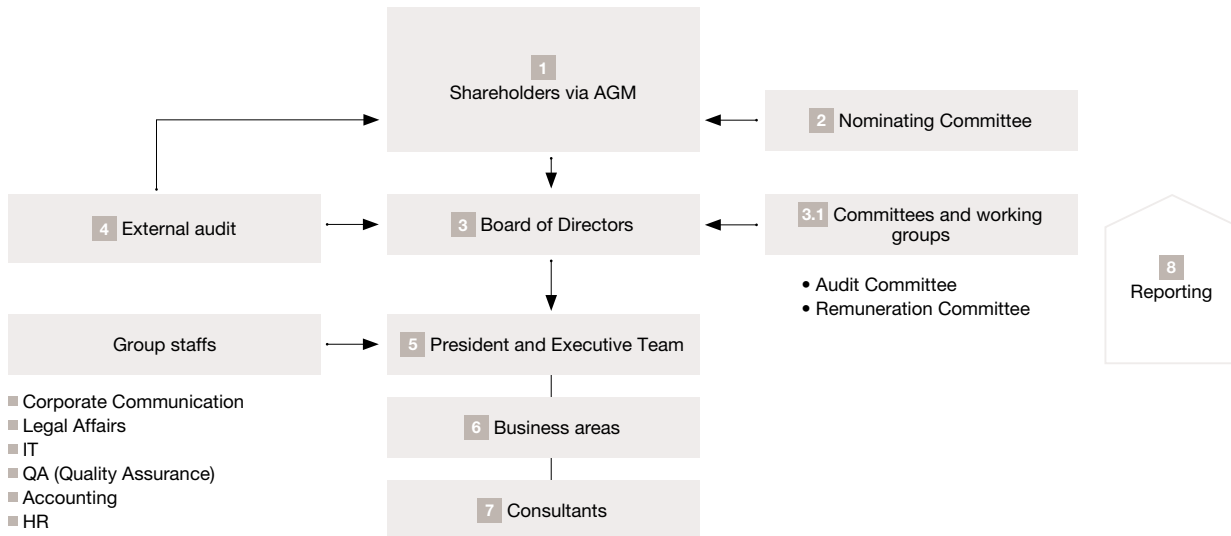 1
Shareholders via AGM
2 Nominating Committee
4 External audit
3 Board of Directors
3.1 Committees and working
groups
• Audit Committee
• Remuneration Committee
8
Reporting
Group staffs
5 President and Executive Team
Corporate Communication
Legal Affairs
IT
QA (Quality Assurance)
Accounting
HR
6 Business areas
7 Consultants